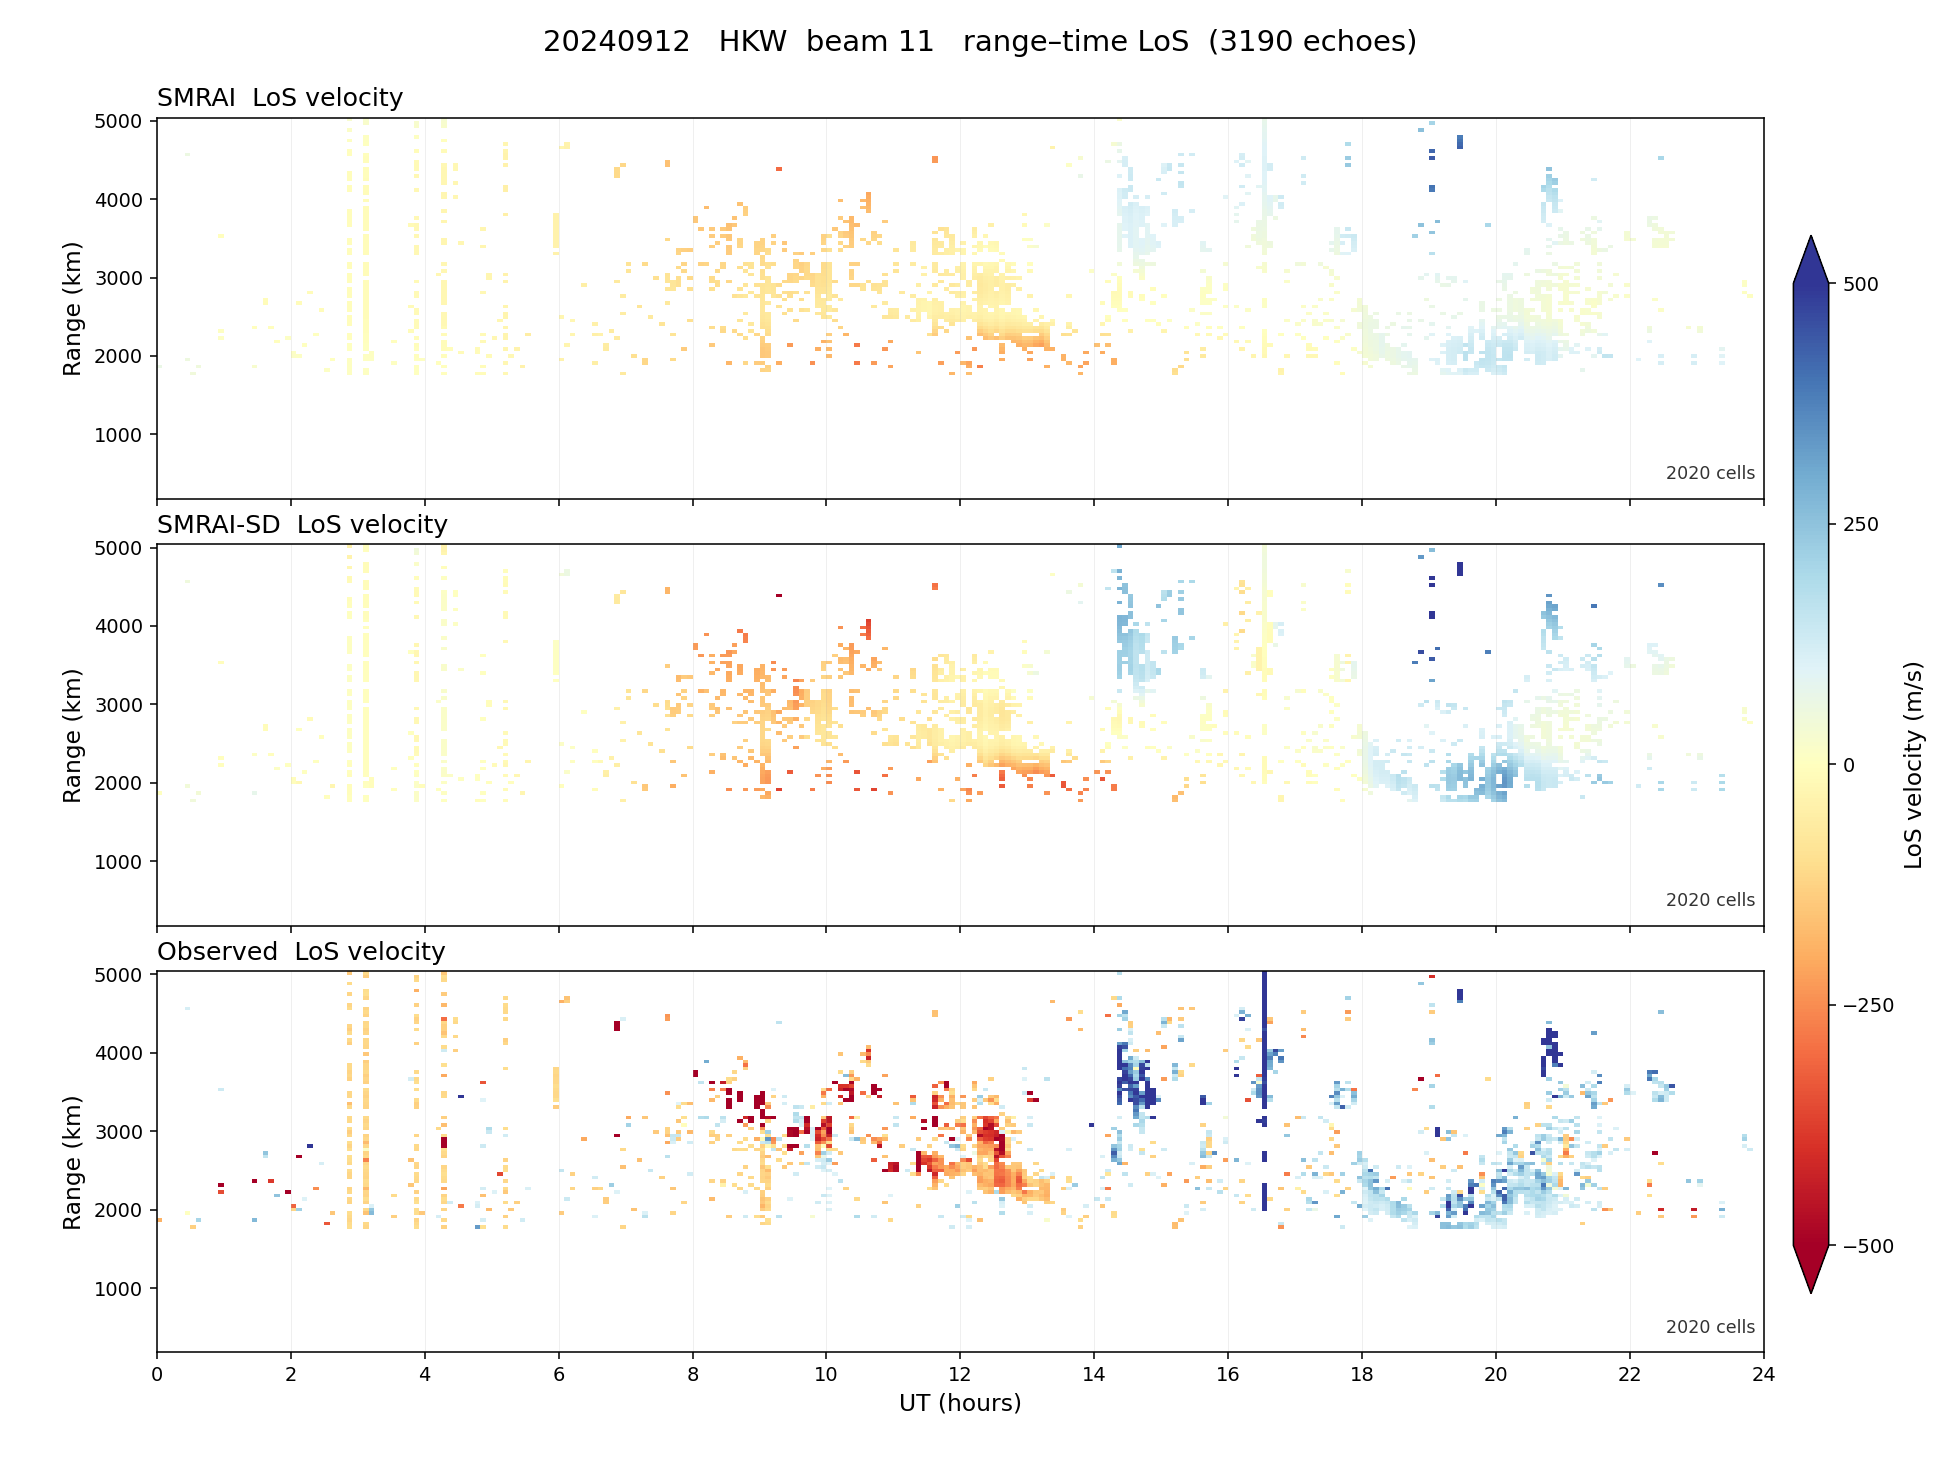 20240912   HKW  beam 11   range–time LoS  (3190 echoes)
SMRAI  LoS velocity
5000
4000
3000
2000
1000
Range (km)
2020 cells
SMRAI-SD  LoS velocity
5000
4000
3000
2000
1000
Range (km)
2020 cells
Observed  LoS velocity
5000
4000
3000
2000
1000
Range (km)
2020 cells
0 2 4 6 8 10 12 14 16 18 20 22 24
UT (hours)
500
250
0
−250
−500
LoS velocity (m/s)